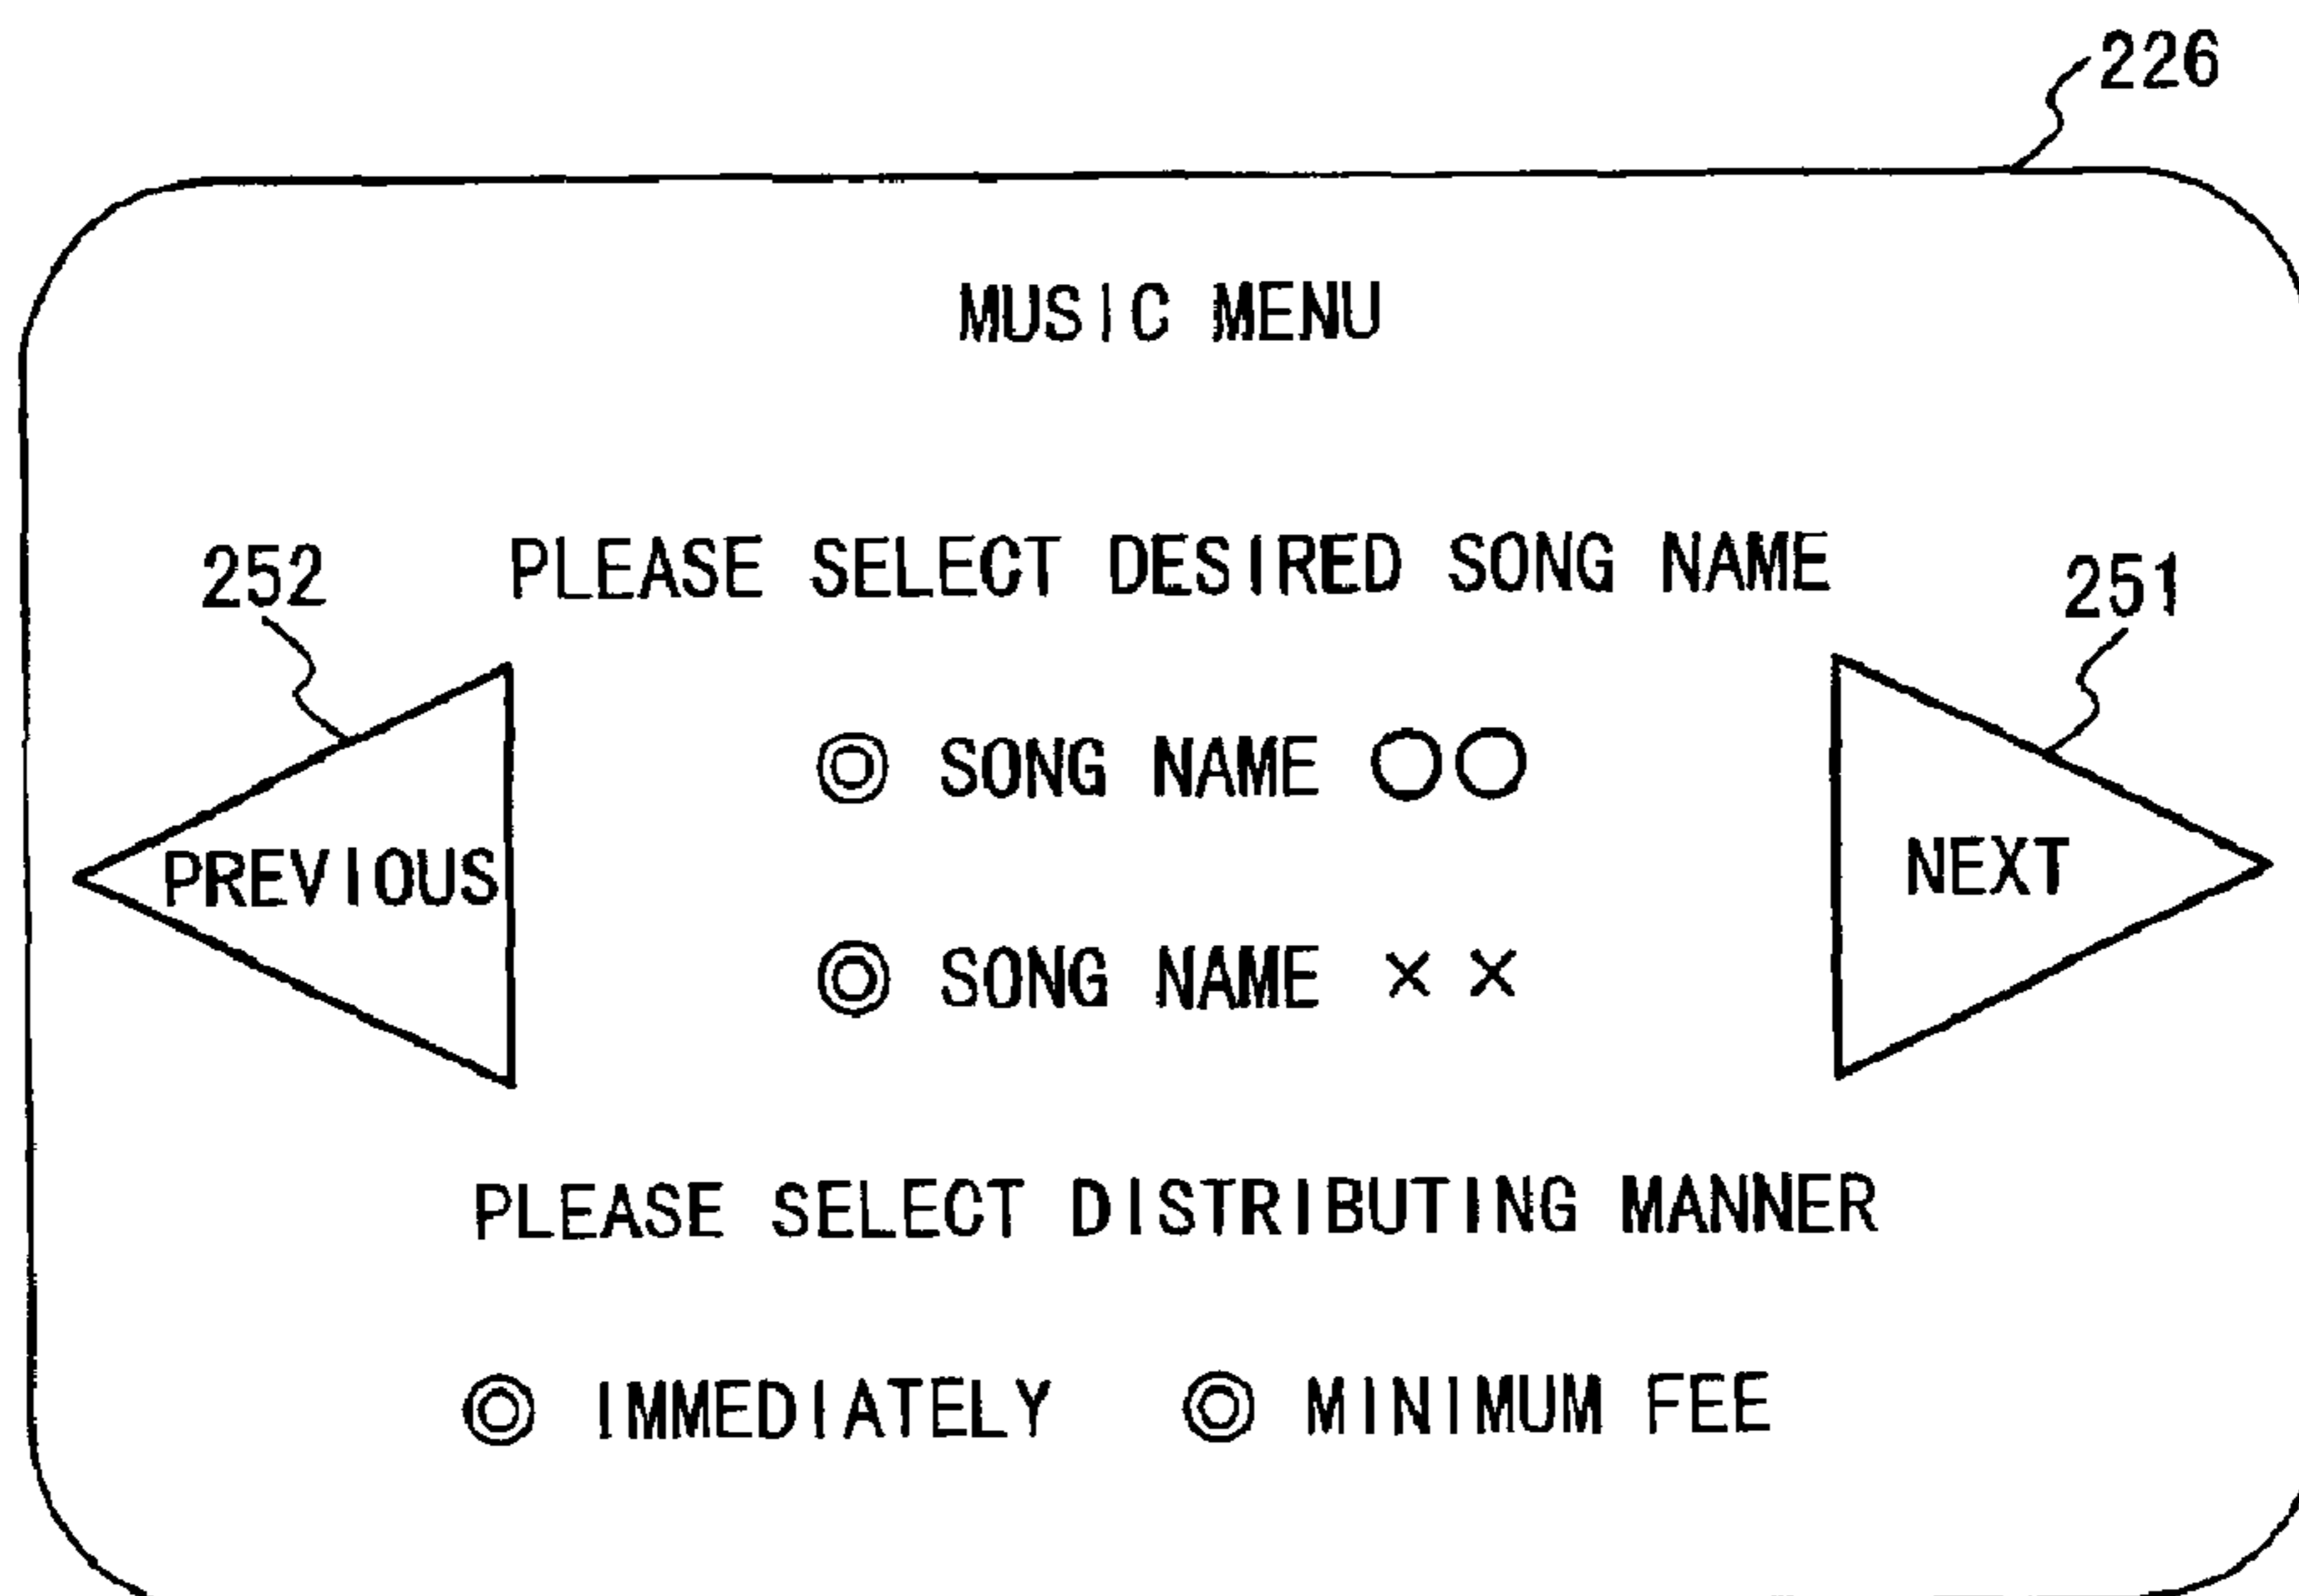 226
MUSIC MENU
PLEASE SELECT DESIRED SONG NAME
252
251
◎ SONG NAME ○○
PREVIOUS
NEXT
◎ SONG NAME × ×
PLEASE SELECT DISTRIBUTING MANNER
◎ IMMEDIATELY ◎ MINIMUM FEE